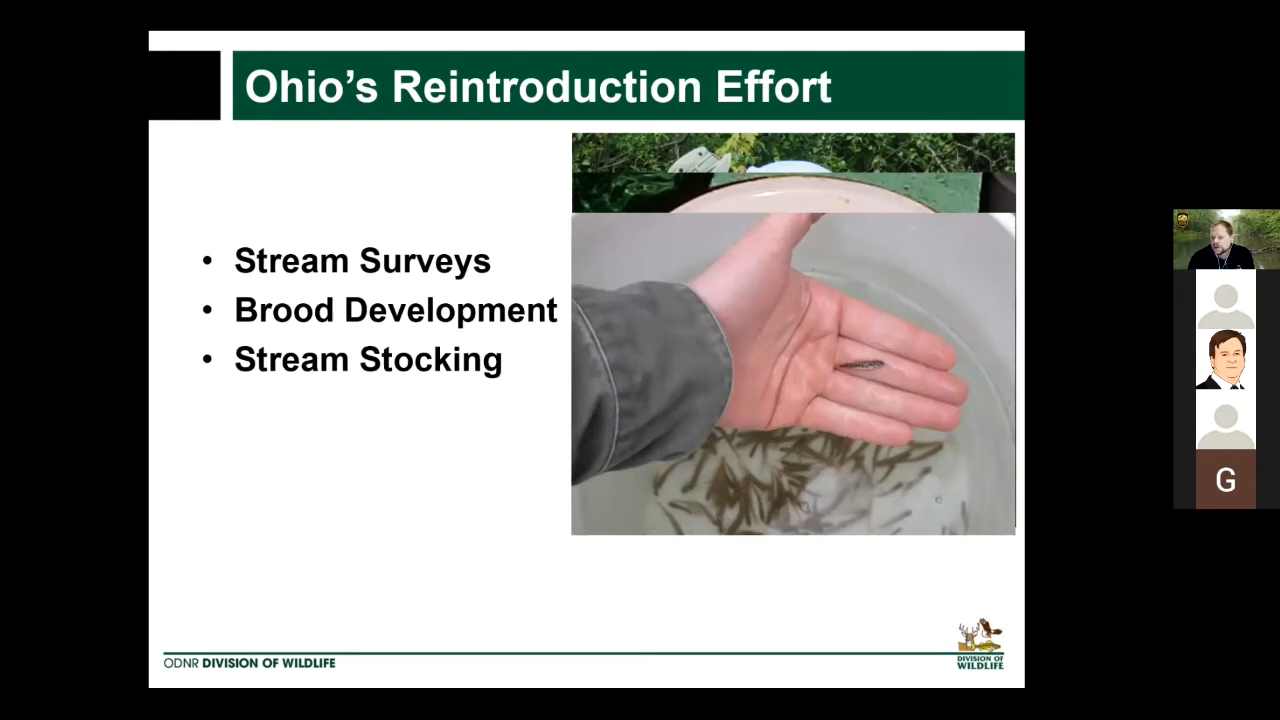 Ohio's Reintroduction Effort
• Stream Surveys
• Brood Development
• Stream Stocking
ODNR DIVISION OF WILDLIFE
DIVISION OF
WILDLIFE
G